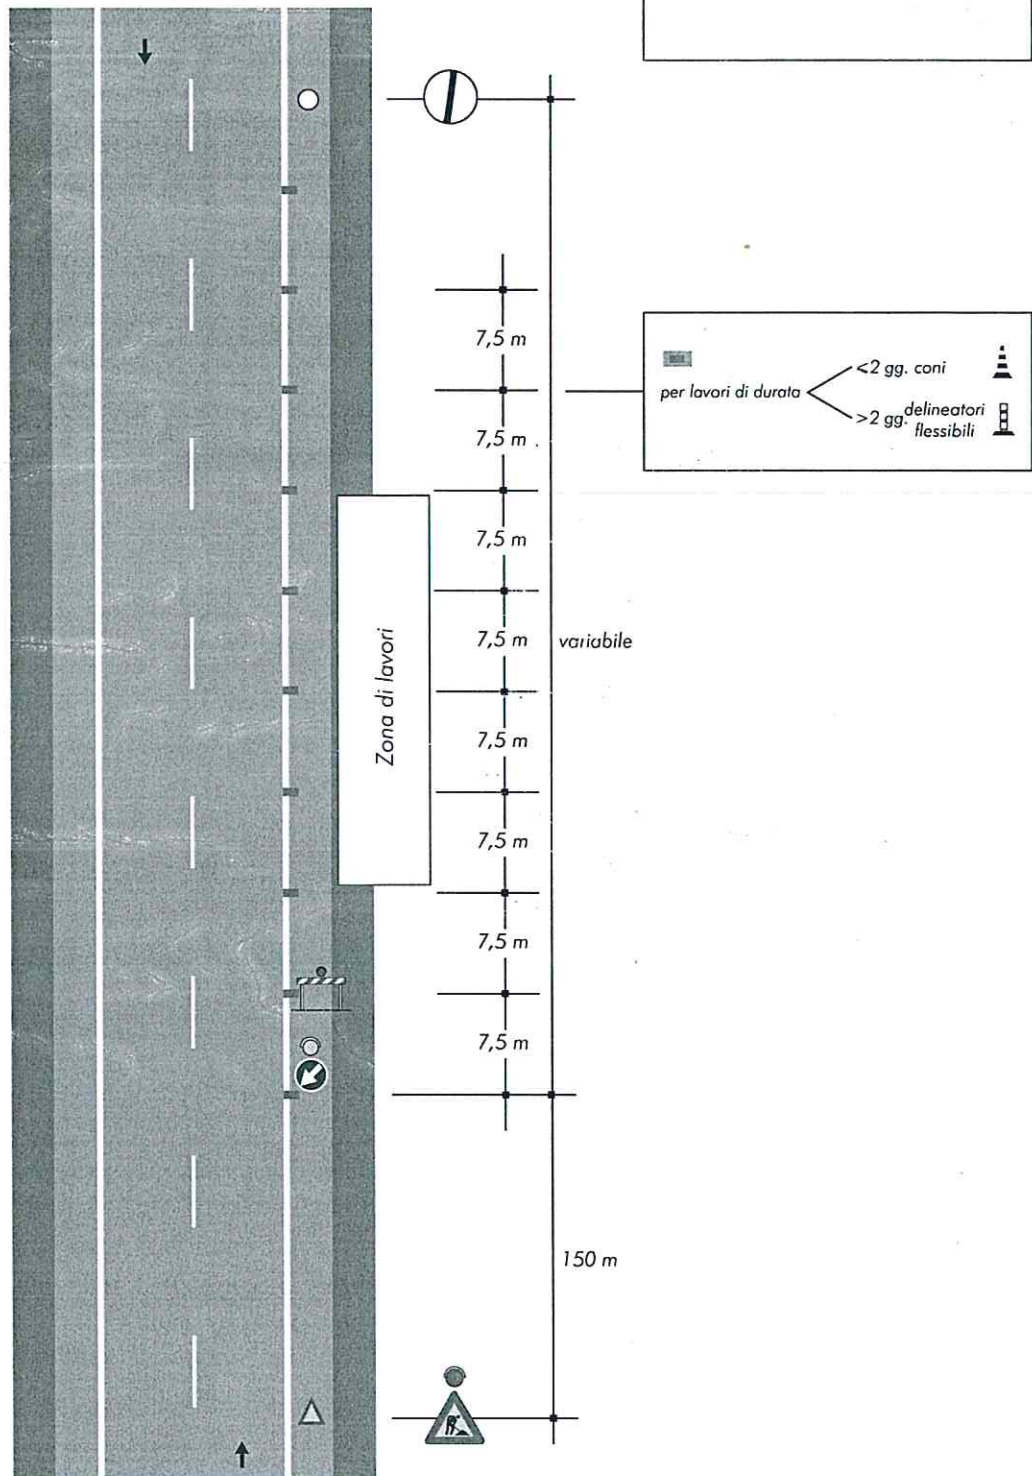 7,5 m
per lavori di durata
<2 gg. coni
>2 gg. delineatori
flessibili
7,5 m
7,5 m
Zona di lavori
7,5 m
variabile
7,5 m
7,5 m
7,5 m
7,5 m
150 m